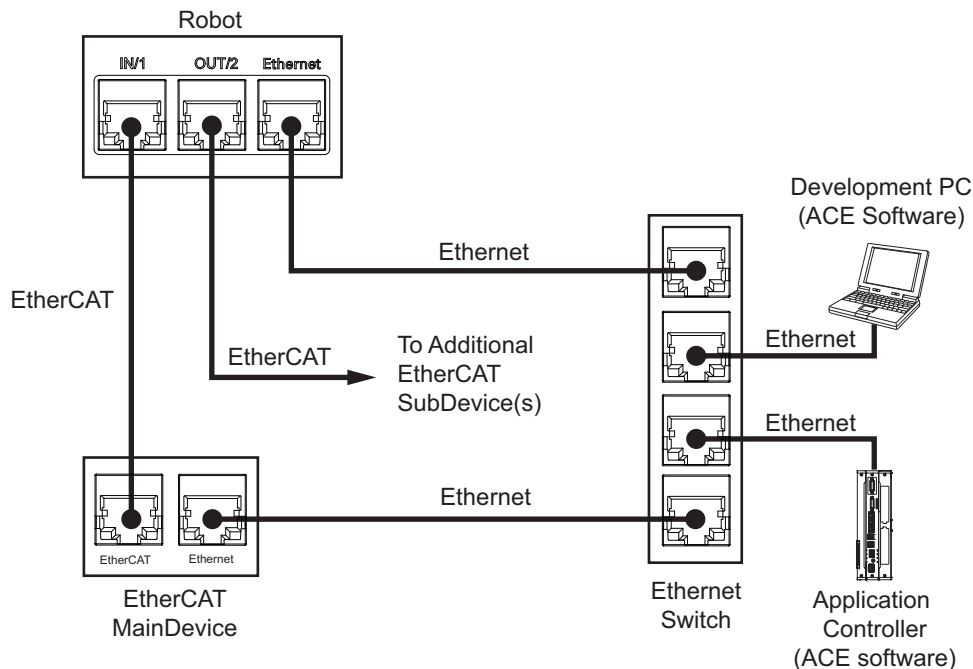 Robot
IN/1 OUT/2 Ethernet
Development PC
(ACE Software)
Ethernet
EtherCAT
Ethernet
EtherCAT
To Additional
EtherCAT
SubDevice(s)
Ethernet
Ethernet
EtherCAT Ethernet
EtherCAT
MainDevice
Ethernet
Switch
Application
Controller
(ACE software)